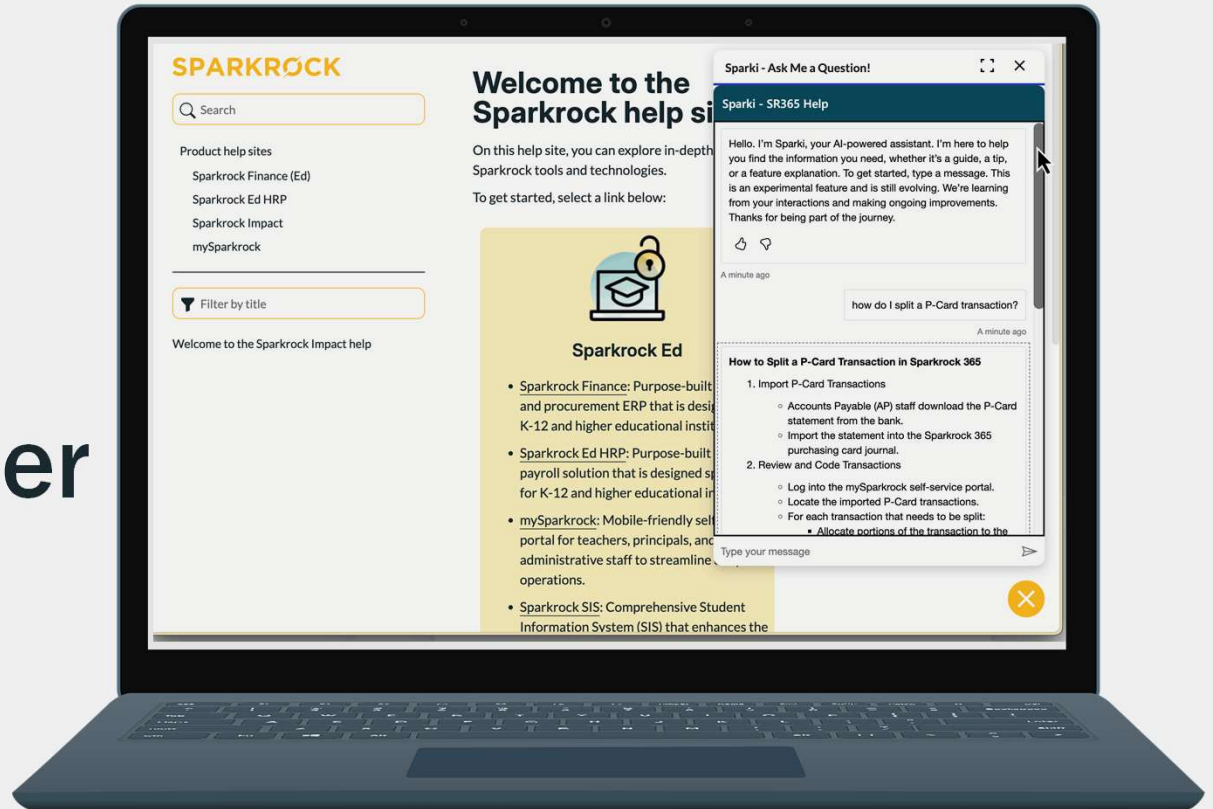 er
SPARKROCK
Search
Product help sites
Sparkrock Finance (Ed)
Sparkrock Ed HRP
Sparkrock Impact
mySparkrock
Filter by title
Welcome to the Sparkrock Impact help
Welcome to the
Sparkrock help si
On this help site, you can explore in-depth
Sparkrock tools and technologies.
To get started, select a link below:
Sparkrock Ed
• Sparkrock Finance: Purpose-built
and procurement ERP that is desi
K-12 and higher educational instit
• Sparkrock Ed HRP: Purpose-built
payroll solution that is designed sp
for K-12 and higher educational in
• mySparkrock: Mobile-friendly self
portal for teachers, principals, and
administrative staff to streamline
operations.
• Sparkrock SIS: Comprehensive Student
Information System (SIS) that enhances the
Sparki - Ask Me a Question!
Sparki - SR365 Help
Hello. I'm Sparki, your AI-powered assistant. I'm here to help
you find the information you need, whether it's a guide, a tip,
or a feature explanation. To get started, type a message. This
is an experimental feature and is still evolving. We're learning
from your interactions and making ongoing improvements.
Thanks for being part of the journey.
A minute ago
how do I split a P-Card transaction?
A minute ago
How to Split a P-Card Transaction in Sparkrock 365
1. Import P-Card Transactions
○ Accounts Payable (AP) staff download the P-Card
statement from the bank.
○ Import the statement into the Sparkrock 365
purchasing card journal.
2. Review and Code Transactions
○ Log into the mySparkrock self-service portal.
○ Locate the imported P-Card transactions.
○ For each transaction that needs to be split:
▪ Allocate portions of the transaction to the
Type your message